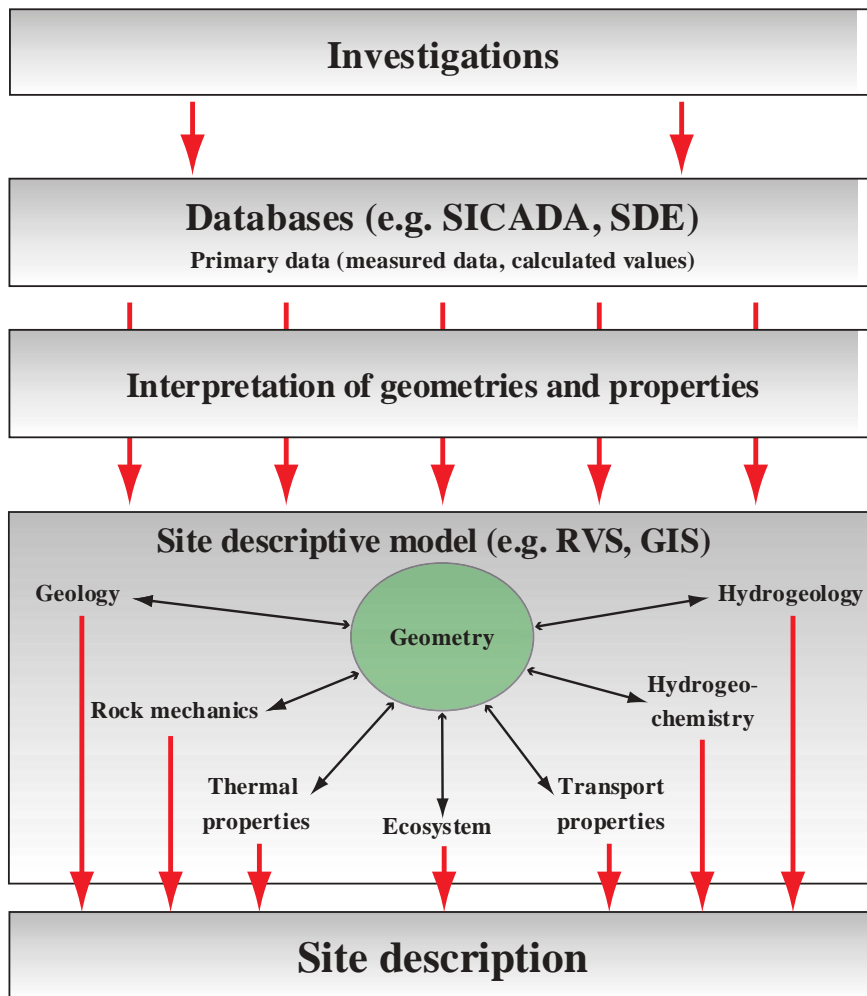 Investigations
Databases (e.g. SICADA, SDE)
Primary data (measured data, calculated values)
Interpretation of geometries and properties
Site descriptive model (e.g. RVS, GIS)
Geology
Hydrogeology
Geometry
Rock mechanics
Hydrogeo-
chemistry
Thermal
properties
Ecosystem
Transport
properties
Site description